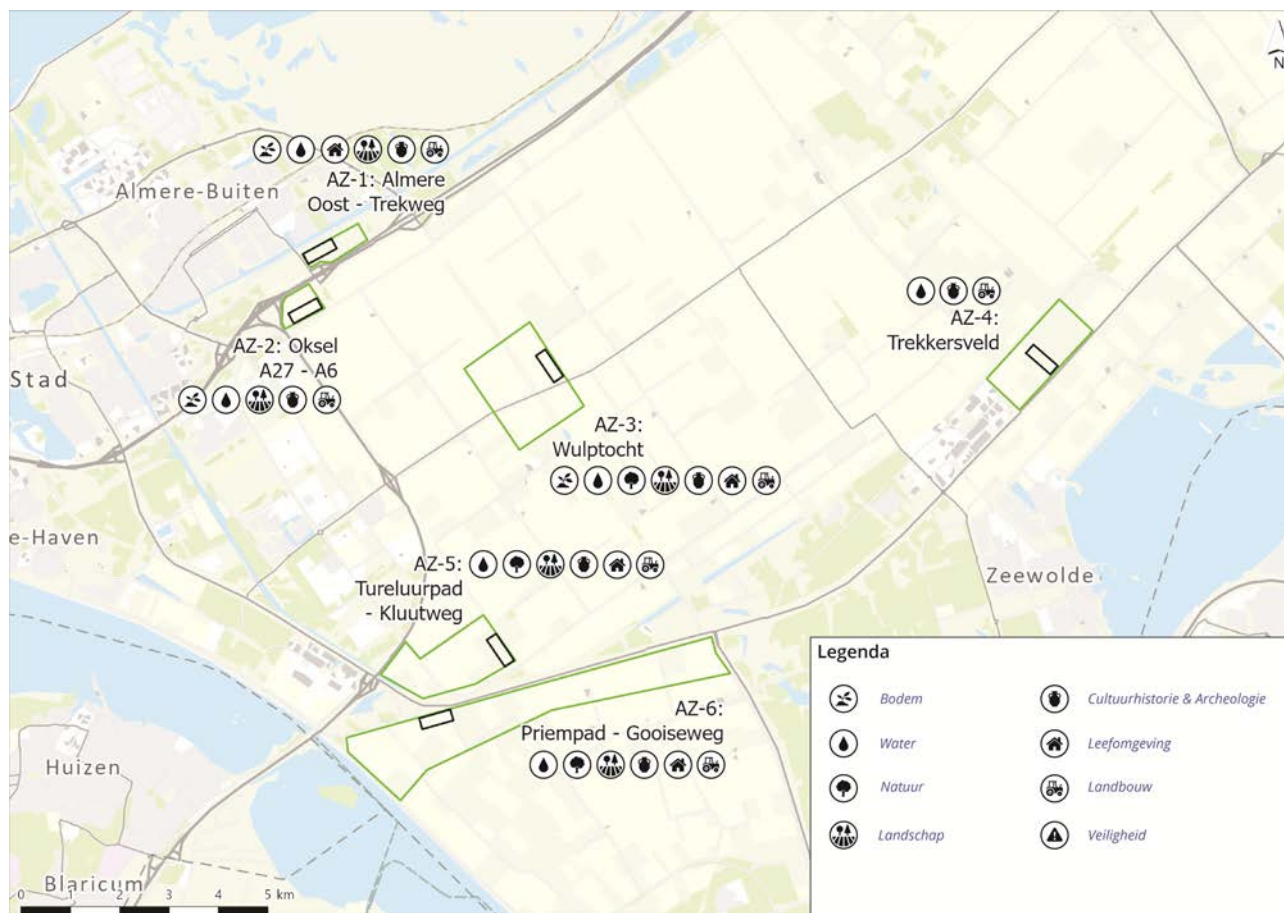 N
AZ-1: Almere
Oost - Trekweg
Almere-Buiten
AZ-2: Oksel
A27 - A6
Stad
AZ-4:
Trekkersveld
AZ-3:
Wulptocht
e-Haven
AZ-5:
Tureluurpad
- Kluutweg
Zeewolde
AZ-6:
Priempad - Gooiseweg
Huizen
Blaricum
0 1 2 3 4 5 km
Legenda
Bodem
Cultuurhistorie & Archeologie
Water
Leefomgeving
Natuur
Landbouw
Landschap
Veiligheid